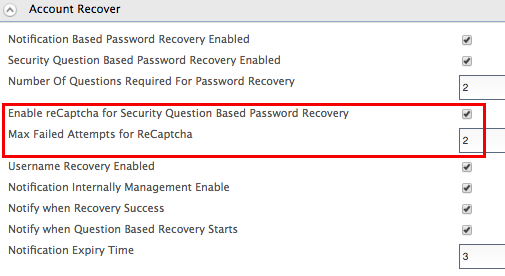 Account Recover
Notification Based Password Recovery Enabled
Security Question Based Password Recovery Enabled
Number Of Questions Required For Password Recovery
2
Enable reCaptcha for Security Question Based Password Recovery
Max Failed Attempts for ReCaptcha
2
Username Recovery Enabled
Notification Internally Management Enable
Notify when Recovery Success
Notify when Question Based Recovery Starts
Notification Expiry Time
3